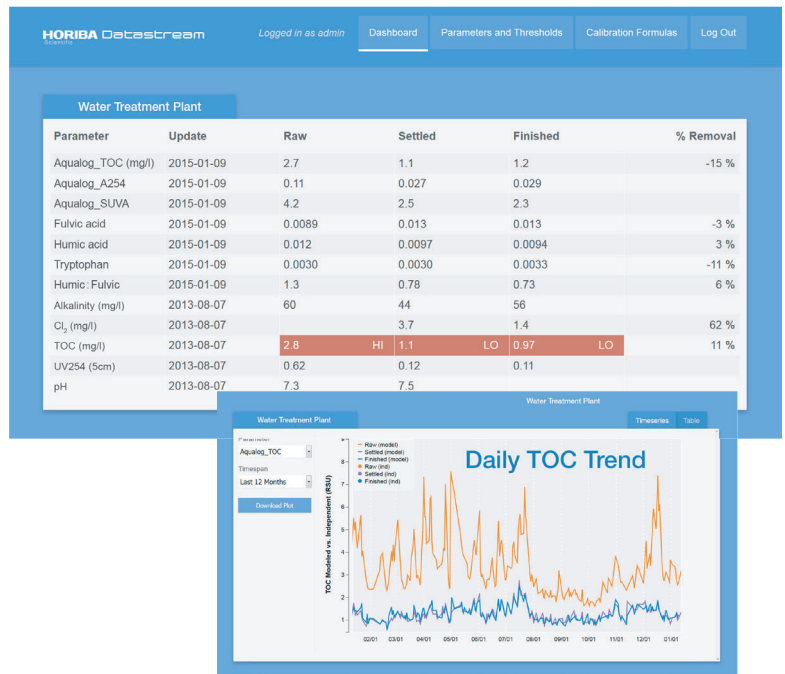 HORIBA Datastream
Scientific
Logged in as admin
Dashboard
Parameters and Thresholds
Calibration Formulas
Log Out
Water Treatment Plant
Parameter Update Raw Settled Finished % Removal
Aqualog_TOC (mg/l) 2015-01-09 2.7 1.1 1.2 -15 %
Aqualog_A254 2015-01-09 0.11 0.027 0.029
Aqualog_SUVA 2015-01-09 4.2 2.5 2.3
Fulvic acid 2015-01-09 0.0089 0.013 0.013 -3 %
Humic acid 2015-01-09 0.012 0.0097 0.0094 3 %
Tryptophan 2015-01-09 0.0030 0.0030 0.0033 -11 %
Humic: Fulvic 2015-01-09 1.3 0.78 0.73 6 %
Alkalinity (mg/l) 2013-08-07 60 44 56
Cl₂ (mg/l) 2013-08-07 3.7 1.4 62 %
TOC (mg/l) 2013-08-07 2.8 HI 1.1 LO 0.97 LO 11 %
UV254 (5cm) 2013-08-07 0.62 0.12 0.11
pH 2013-08-07 7.3 7.5
Water Treatment Plant
Water Treatment Plant
Timeseries Table
Parameter
Aqualog_TOC
Timespan
Last 12 Months
Download Plot
Daily TOC Trend
Raw (model)
Settled (model)
Finished (model)
Raw (ind)
Settled (ind)
Finished (ind)
TOC Modeled vs. Independent (RSU)
9
8
7
6
5
4
3
2
1
02/01 03/01 04/01 05/01 06/01 07/01 08/01 09/01 10/01 11/01 12/01 01/01